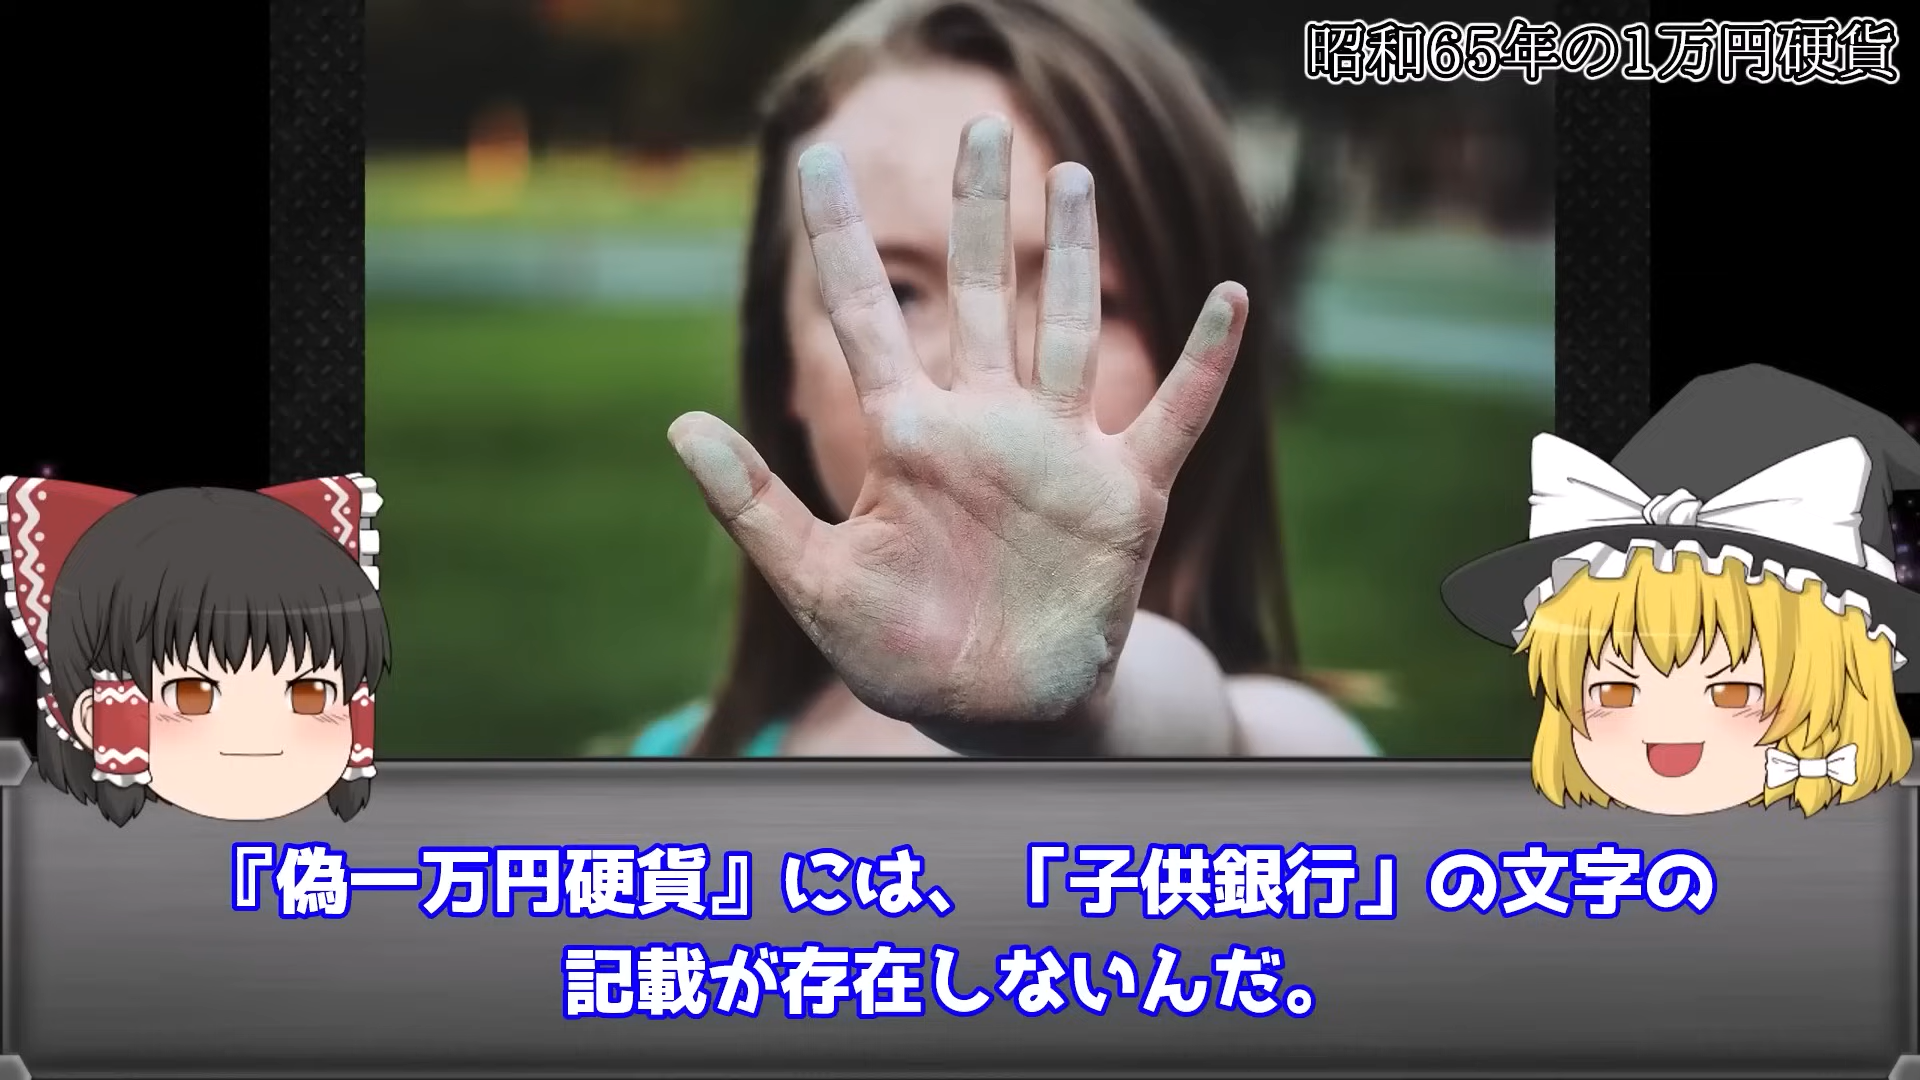 昭和65年の1万円硬貨
『偽一万円硬貨』には、「子供銀行」の文字の
記載が存在しないんだ。